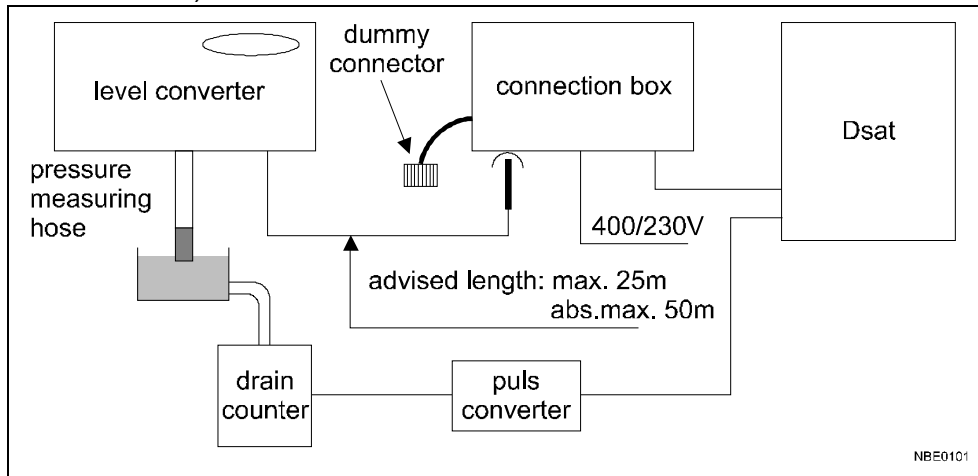 dummy
connector
level converter
connection box
Dsat
pressure
measuring
hose
400/230V
advised length: max. 25m
abs.max. 50m
drain
counter
puls
converter
NBE0101